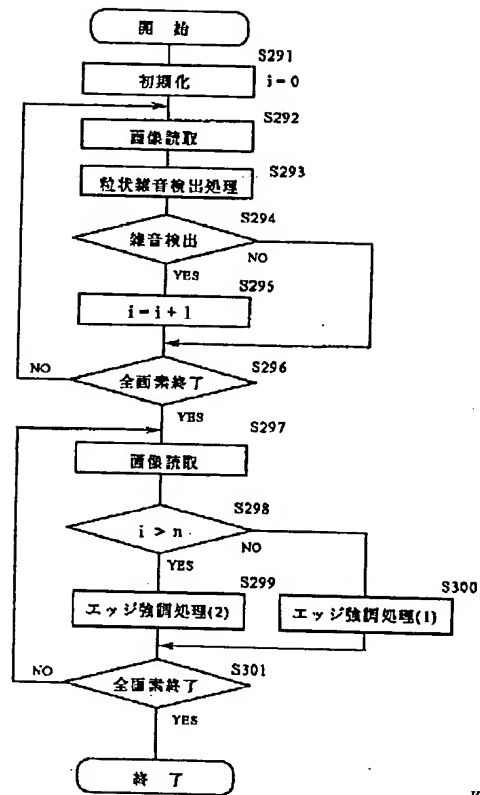 開 始
S291
初期化
i=0
S292
画像読取
S293
粒状雑音検出処理
S294
雑音検出
NO
YES
S295
i=i+1
S296
NO
全画素終了
YES
S297
画像読取
S298
i>n
NO
YES
S299
エッジ強調処理(2)
S300
エッジ強調処理(1)
S301
NO
全画素終了
YES
終 了